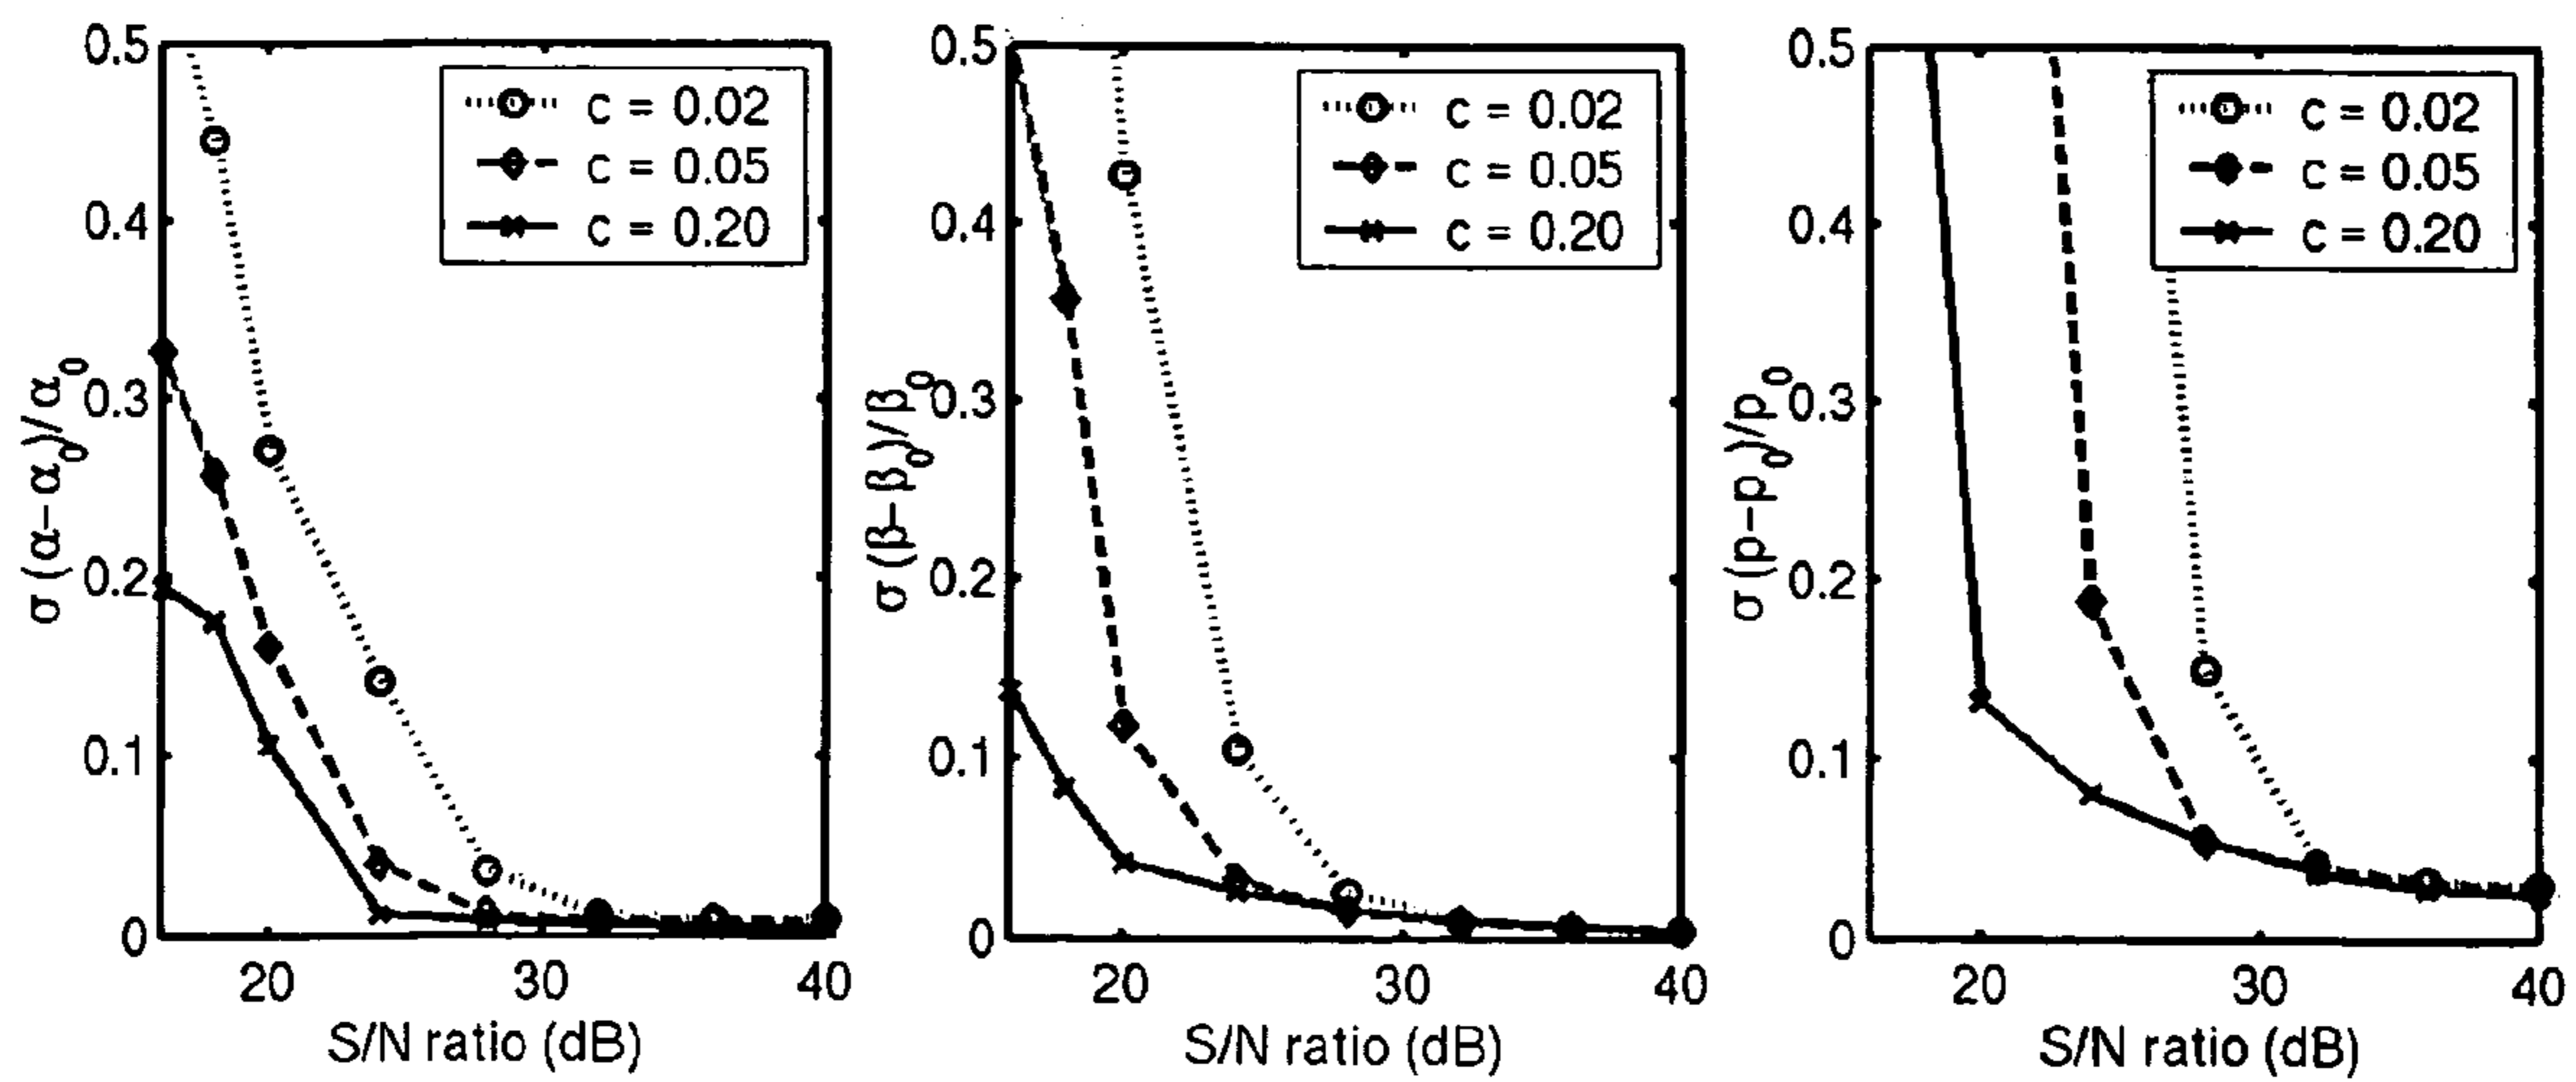 σ (α−α₀)/α₀
0.5
0.4
0.3
0.2
0.1
0
20
30
40
S/N ratio (dB)
c = 0.02
c = 0.05
c = 0.20
σ (β−β₀)/β₀
0.5
0.4
0.3
0.2
0.1
0
20
30
40
S/N ratio (dB)
c = 0.02
c = 0.05
c = 0.20
σ (p−p₀)/p₀
0.5
0.4
0.3
0.2
0.1
0
20
30
40
S/N ratio (dB)
c = 0.02
c = 0.05
c = 0.20